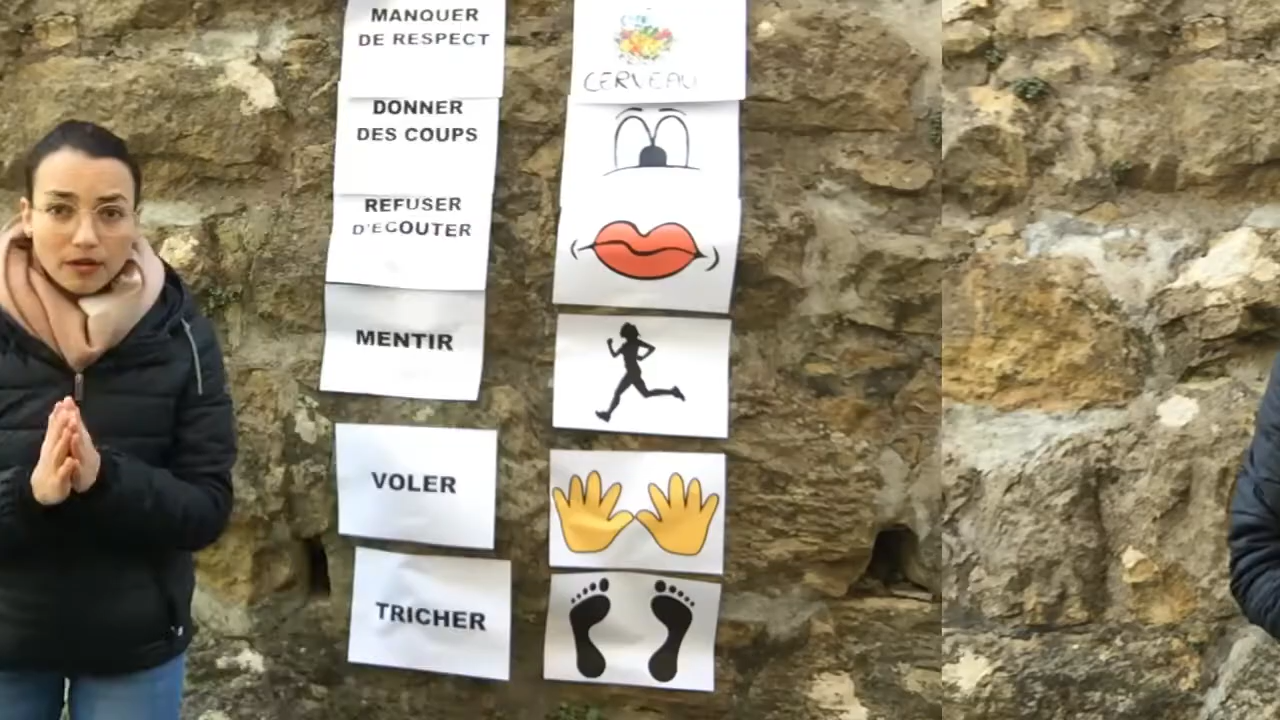 MANQUER
DE RESPECT
DONNER
DES COUPS
REFUSER
D'ECOUTER
MENTIR
VOLER
TRICHER
CERVEAU